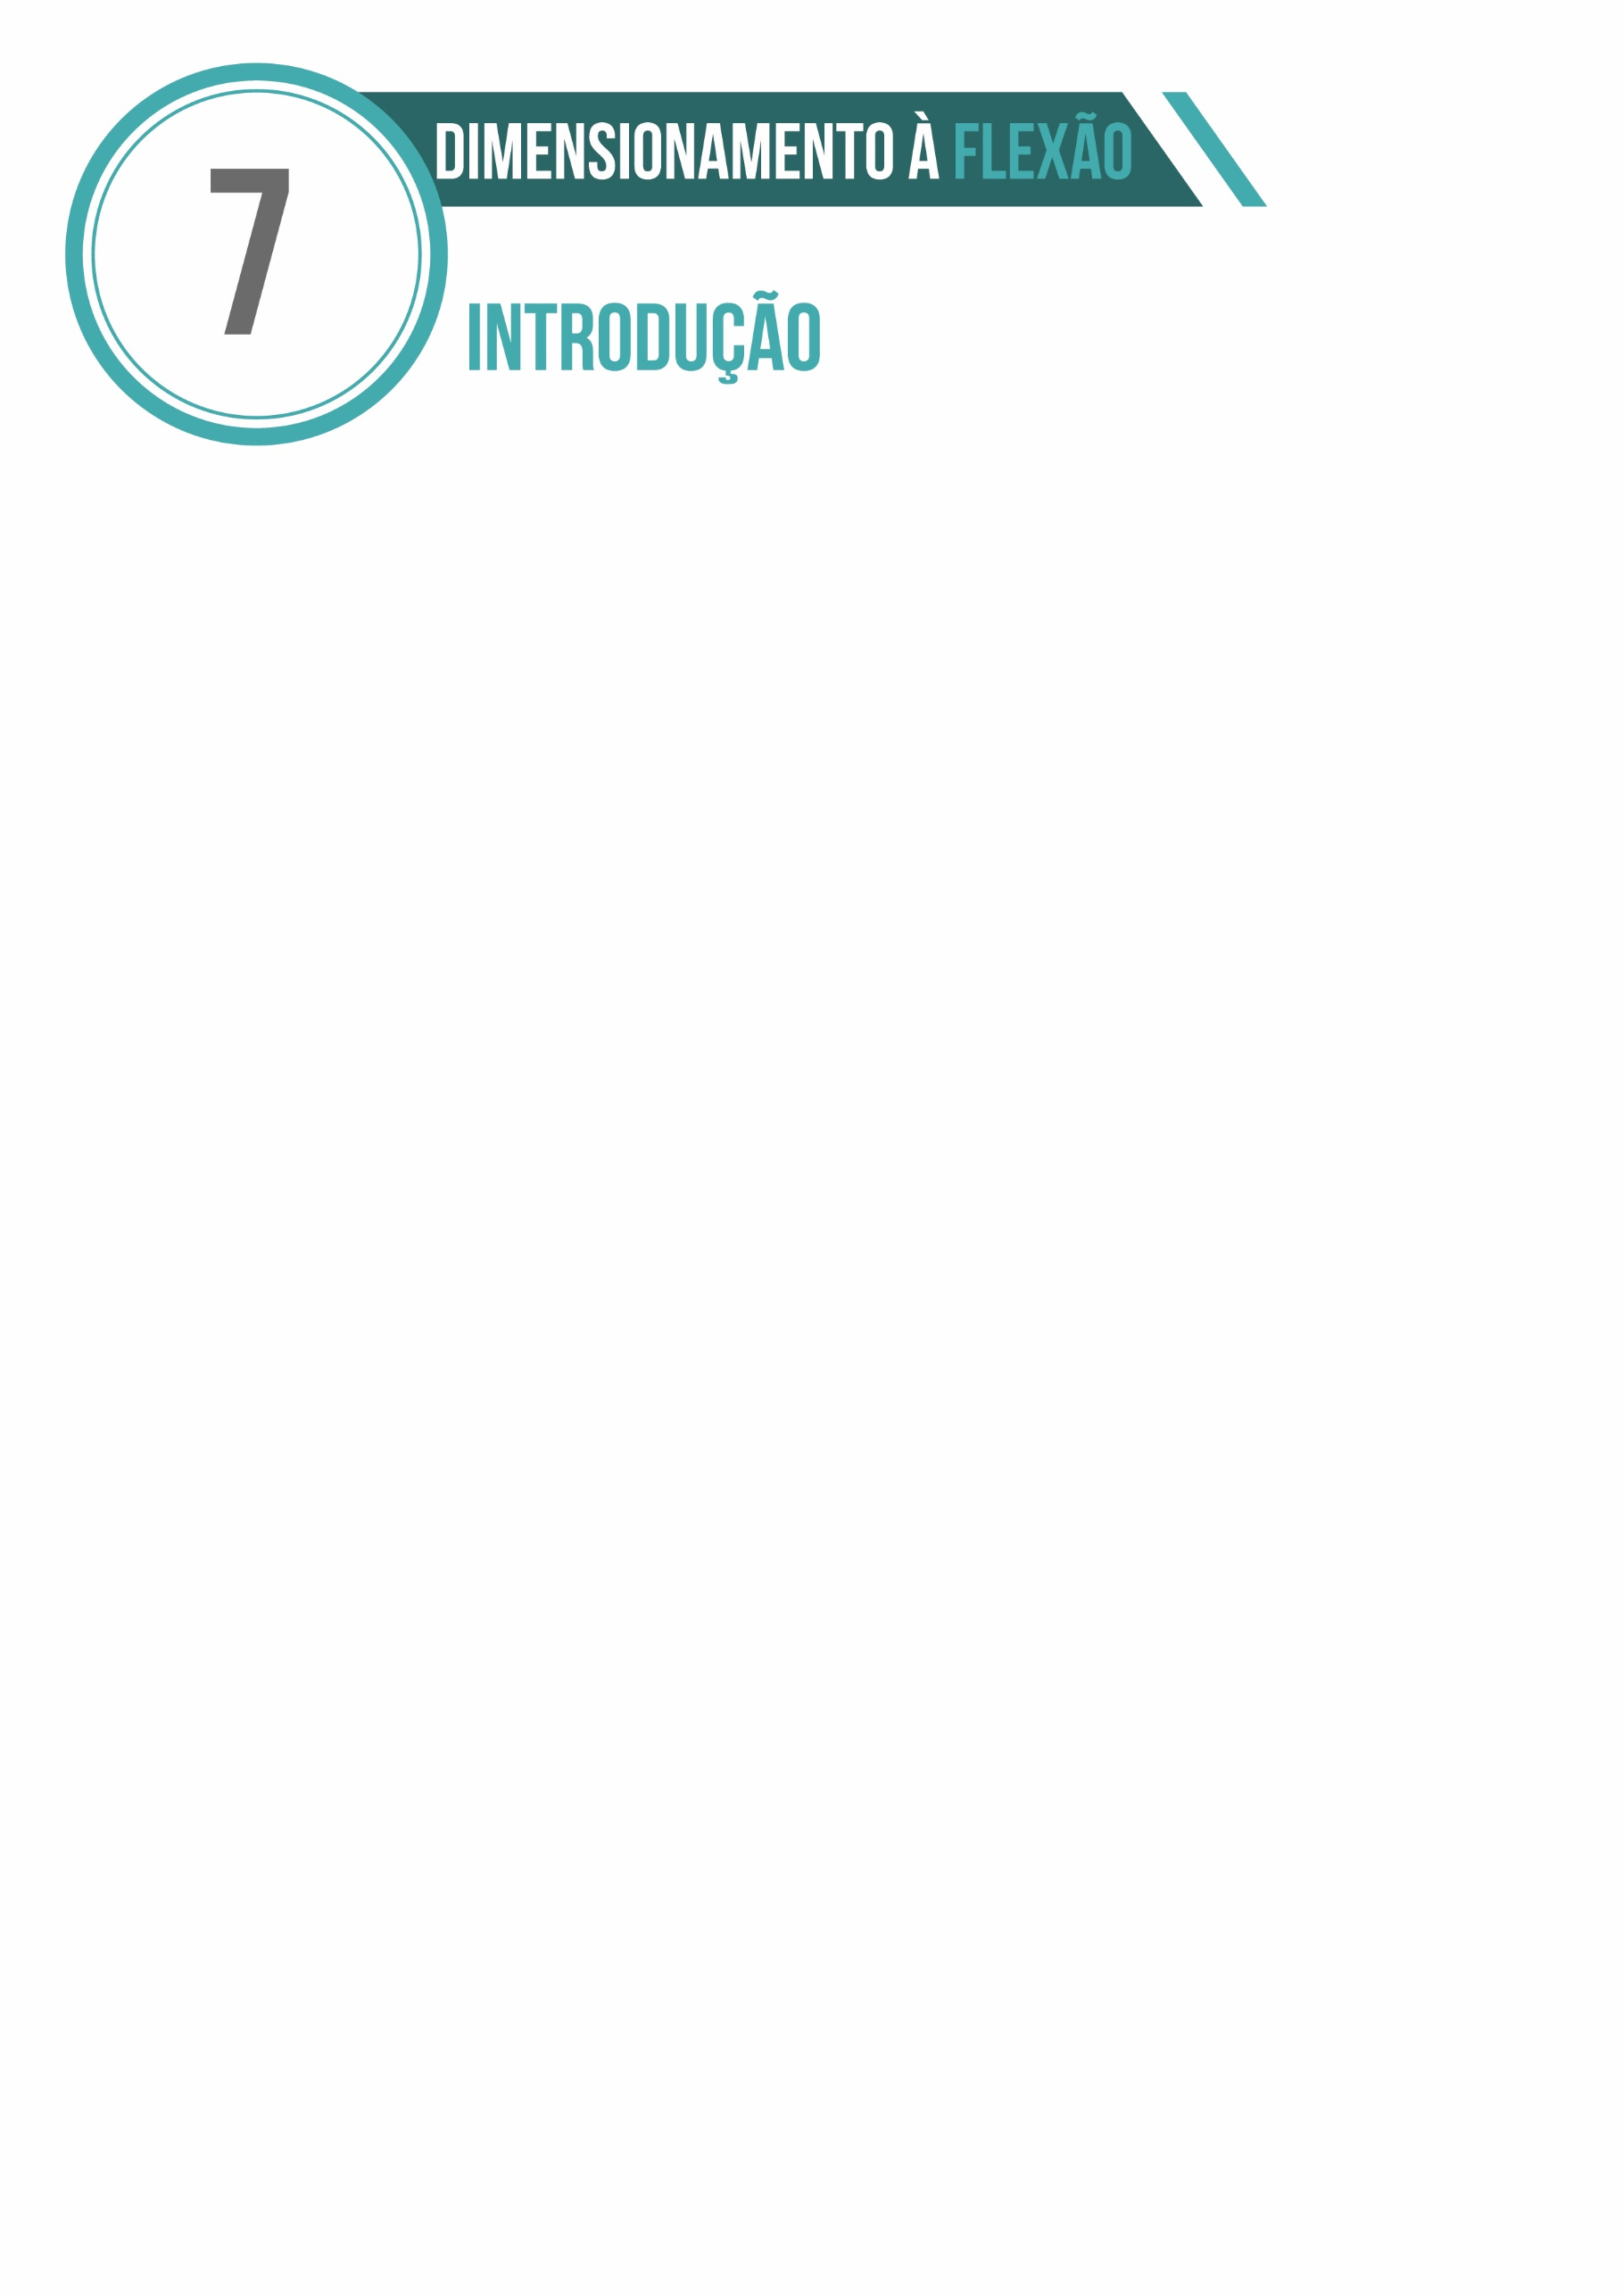 7
DIMENSIONAMENTO À FLEXÃO
INTRODUÇÃO